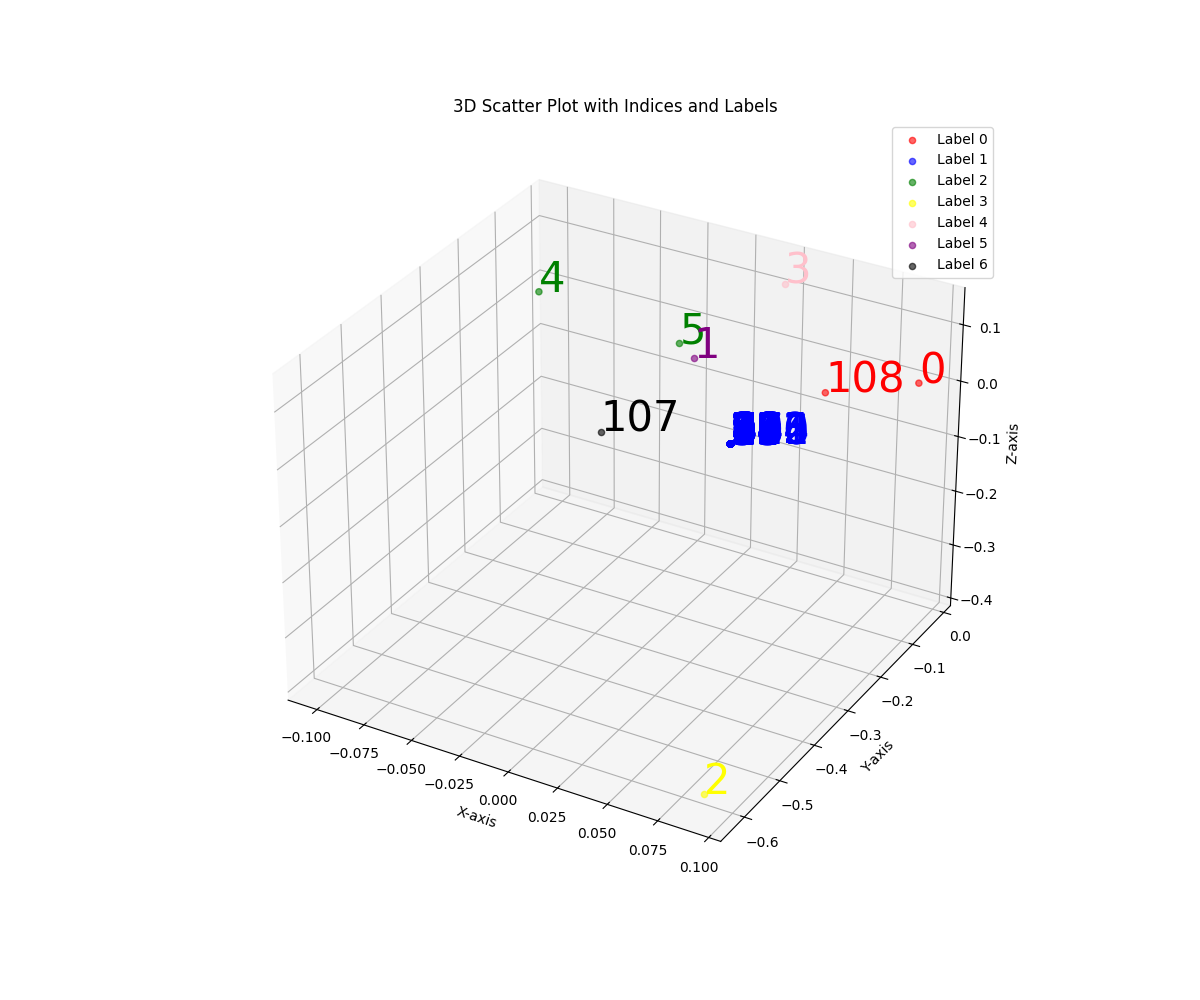 3D Scatter Plot with Indices and Labels
Label 0
Label 1
Label 2
Label 3
Label 4
Label 5
Label 6
3
4
5
1
108
0
107
2
0.1
0.0
−0.1
−0.2
−0.3
−0.4
Z-axis
0.0
−0.1
−0.2
−0.3
−0.4
−0.5
−0.6
Y-axis
−0.100
−0.075
−0.050
−0.025
0.000
0.025
0.050
0.075
0.100
X-axis